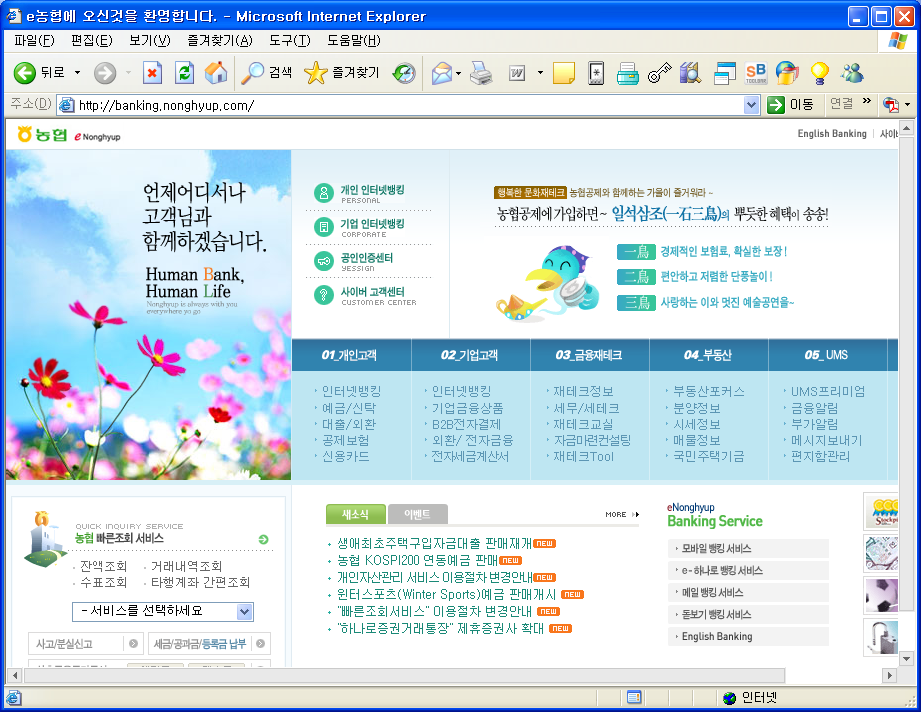 e농협에 오신것을 환영합니다. - Microsoft Internet Explorer
파일(F) 편집(E) 보기(V) 즐겨찾기(A) 도구(T) 도움말(H)
뒤로 검색 즐겨찾기
주소(D) http://banking.nonghyup.com/ 이동 연결
농협 e Nonghyup English Banking
언제어디서나
고객님과
함께하겠습니다.
Human Bank,
Human Life
Nonghyup is always with you
everywhere yo go
개인 인터넷뱅킹
PERSONAL
기업 인터넷뱅킹
CORPORATE
공인인증센터
YESSIGN
사이버 고객센터
CUSTOMER CENTER
행복한 문화재테크 농협공제와 함께하는 가을이 즐거워라 ~
농협공제에 가입하면~ 일석삼조(一石三鳥)의 뿌듯한 혜택이 송송!
一鳥 경제적인 보험료, 확실한 보장!
二鳥 편안하고 저렴한 단풍놀이!
三鳥 사랑하는 이와 멋진 예술공연을~
01_개인고객
인터넷뱅킹
예금/신탁
대출/외환
공제보험
신용카드
02_기업고객
인터넷뱅킹
기업금융상품
B2B전자결제
외환/ 전자금융
전자세금계산서
03_금융재테크
재테크정보
세무/세테크
재테크교실
자금마련컨설팅
재테크Tool
04_부동산
부동산포커스
분양정보
시세정보
매물정보
국민주택기금
05_ UMS
UMS프리미엄
금융알림
부가알림
메시지보내기
편지함관리
QUICK INQUIRY SERVICE
농협 빠른조회 서비스
잔액조회 거래내역조회
수표조회 타행계좌 간편조회
- 서비스를 선택하세요
사고/분실신고 세금/공과금/등록금 납부
새소식 이벤트 MORE
생애최초주택구입자금대출 판매재개 NEW
농협 KOSPI200 연동예금 판매 NEW
개인자산관리 서비스 이용절차 변경안내 NEW
윈터스포츠(Winter Sports)예금 판매개시 NEW
"빠른조회서비스" 이용절차 변경안내 NEW
"하나로증권거래통장" 제휴증권사 확대 NEW
eNonghyup
Banking Service
모바일 뱅킹 서비스
e-하나로 뱅킹 서비스
메일 뱅킹 서비스
돋보기 뱅킹 서비스
English Banking
인터넷